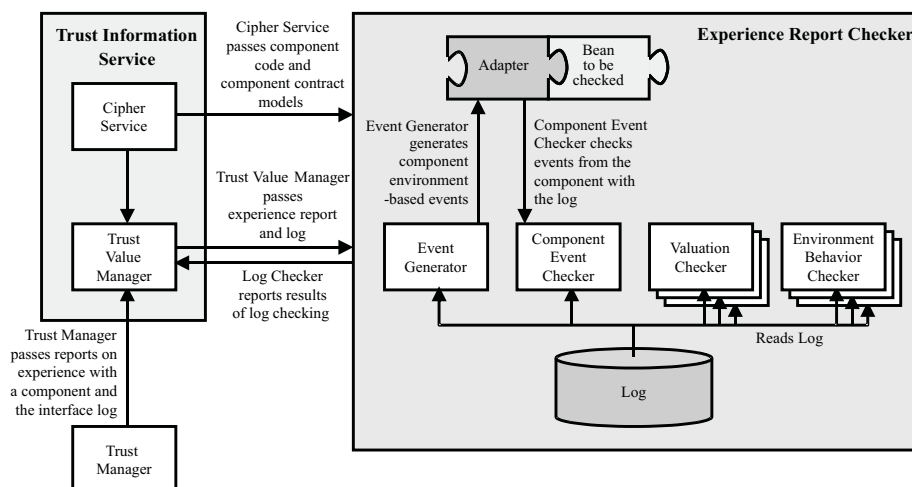 Trust Information
Service
Cipher
Service
Trust
Value
Manager
Trust Manager
passes reports on
experience with
a component and
the interface log
Trust
Manager
Cipher Service
passes component
code and
component contract
models
Trust Value Manager
passes
experience report
and log
Log Checker
reports results
of log checking
Experience Report Checker
Adapter
Bean
to be
checked
Event Generator
generates
component
environment
-based events
Component Event
Checker checks
events from the
component with
the log
Event
Generator
Component
Event
Checker
Valuation
Checker
Environment
Behavior
Checker
Reads Log
Log